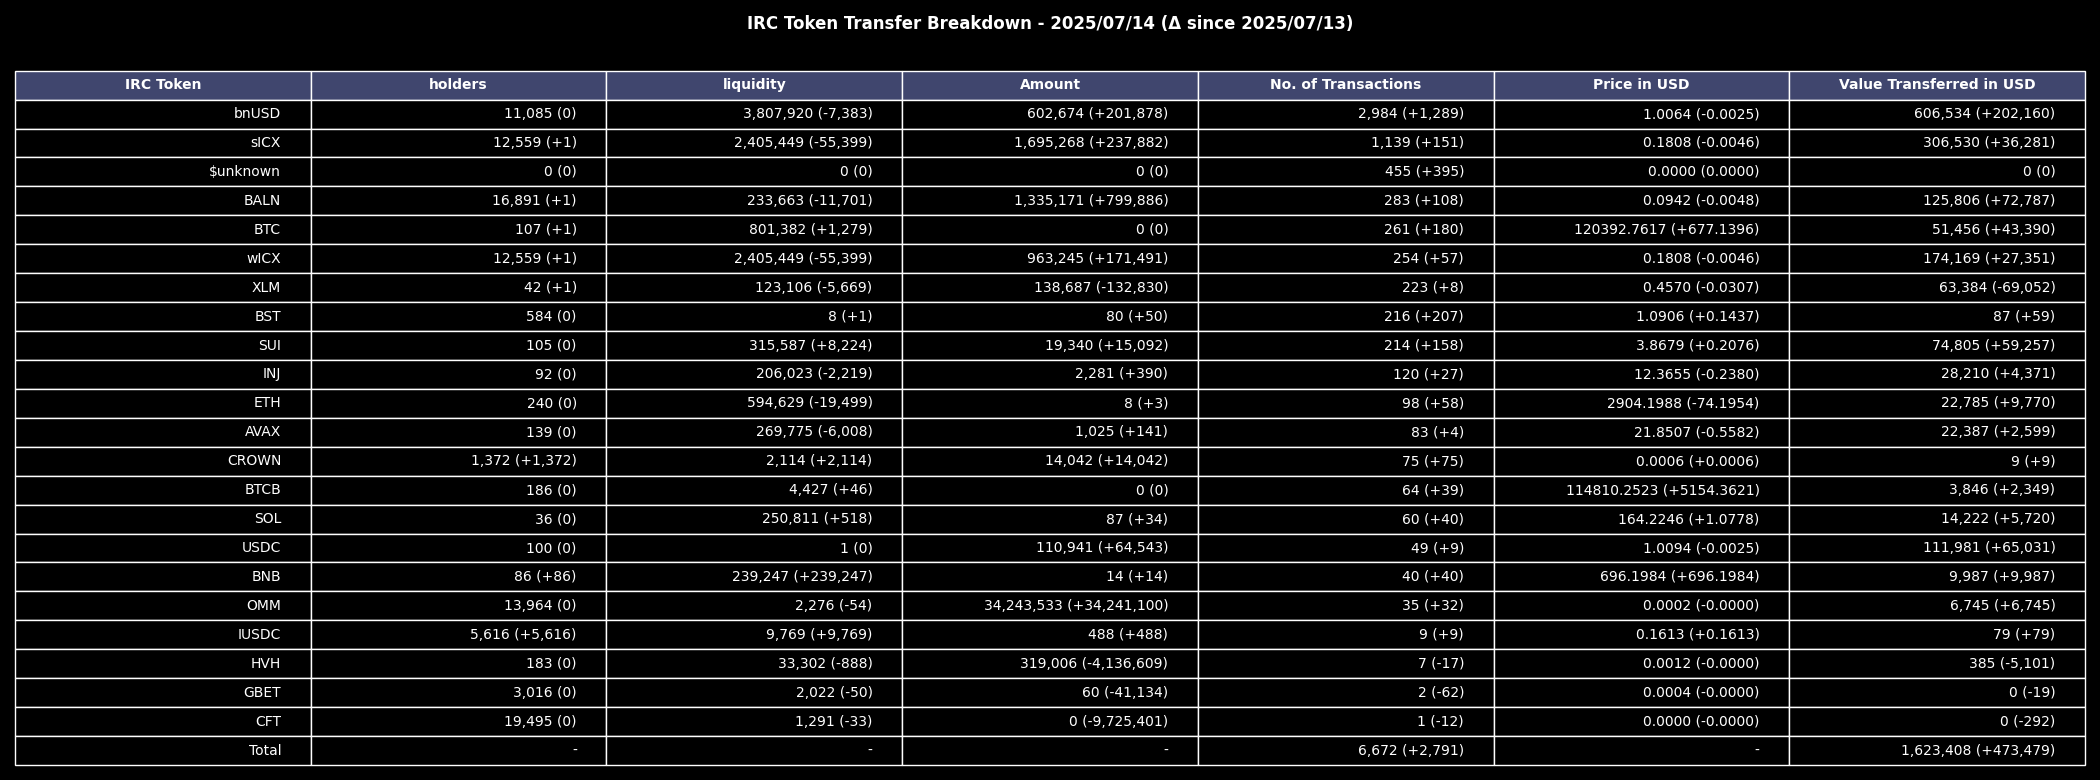 IRC Token Transfer Breakdown - 2025/07/14 (Δ since 2025/07/13)
IRC Token holders liquidity Amount No. of Transactions Price in USD Value Transferred in USD
bnUSD 11,085 (0) 3,807,920 (-7,383) 602,674 (+201,878) 2,984 (+1,289) 1.0064 (-0.0025) 606,534 (+202,160)
sICX 12,559 (+1) 2,405,449 (-55,399) 1,695,268 (+237,882) 1,139 (+151) 0.1808 (-0.0046) 306,530 (+36,281)
$unknown 0 (0) 0 (0) 0 (0) 455 (+395) 0.0000 (0.0000) 0 (0)
BALN 16,891 (+1) 233,663 (-11,701) 1,335,171 (+799,886) 283 (+108) 0.0942 (-0.0048) 125,806 (+72,787)
BTC 107 (+1) 801,382 (+1,279) 0 (0) 261 (+180) 120392.7617 (+677.1396) 51,456 (+43,390)
wICX 12,559 (+1) 2,405,449 (-55,399) 963,245 (+171,491) 254 (+57) 0.1808 (-0.0046) 174,169 (+27,351)
XLM 42 (+1) 123,106 (-5,669) 138,687 (-132,830) 223 (+8) 0.4570 (-0.0307) 63,384 (-69,052)
BST 584 (0) 8 (+1) 80 (+50) 216 (+207) 1.0906 (+0.1437) 87 (+59)
SUI 105 (0) 315,587 (+8,224) 19,340 (+15,092) 214 (+158) 3.8679 (+0.2076) 74,805 (+59,257)
INJ 92 (0) 206,023 (-2,219) 2,281 (+390) 120 (+27) 12.3655 (-0.2380) 28,210 (+4,371)
ETH 240 (0) 594,629 (-19,499) 8 (+3) 98 (+58) 2904.1988 (-74.1954) 22,785 (+9,770)
AVAX 139 (0) 269,775 (-6,008) 1,025 (+141) 83 (+4) 21.8507 (-0.5582) 22,387 (+2,599)
CROWN 1,372 (+1,372) 2,114 (+2,114) 14,042 (+14,042) 75 (+75) 0.0006 (+0.0006) 9 (+9)
BTCB 186 (0) 4,427 (+46) 0 (0) 64 (+39) 114810.2523 (+5154.3621) 3,846 (+2,349)
SOL 36 (0) 250,811 (+518) 87 (+34) 60 (+40) 164.2246 (+1.0778) 14,222 (+5,720)
USDC 100 (0) 1 (0) 110,941 (+64,543) 49 (+9) 1.0094 (-0.0025) 111,981 (+65,031)
BNB 86 (+86) 239,247 (+239,247) 14 (+14) 40 (+40) 696.1984 (+696.1984) 9,987 (+9,987)
OMM 13,964 (0) 2,276 (-54) 34,243,533 (+34,241,100) 35 (+32) 0.0002 (-0.0000) 6,745 (+6,745)
IUSDC 5,616 (+5,616) 9,769 (+9,769) 488 (+488) 9 (+9) 0.1613 (+0.1613) 79 (+79)
HVH 183 (0) 33,302 (-888) 319,006 (-4,136,609) 7 (-17) 0.0012 (-0.0000) 385 (-5,101)
GBET 3,016 (0) 2,022 (-50) 60 (-41,134) 2 (-62) 0.0004 (-0.0000) 0 (-19)
CFT 19,495 (0) 1,291 (-33) 0 (-9,725,401) 1 (-12) 0.0000 (-0.0000) 0 (-292)
Total - - - 6,672 (+2,791) - 1,623,408 (+473,479)